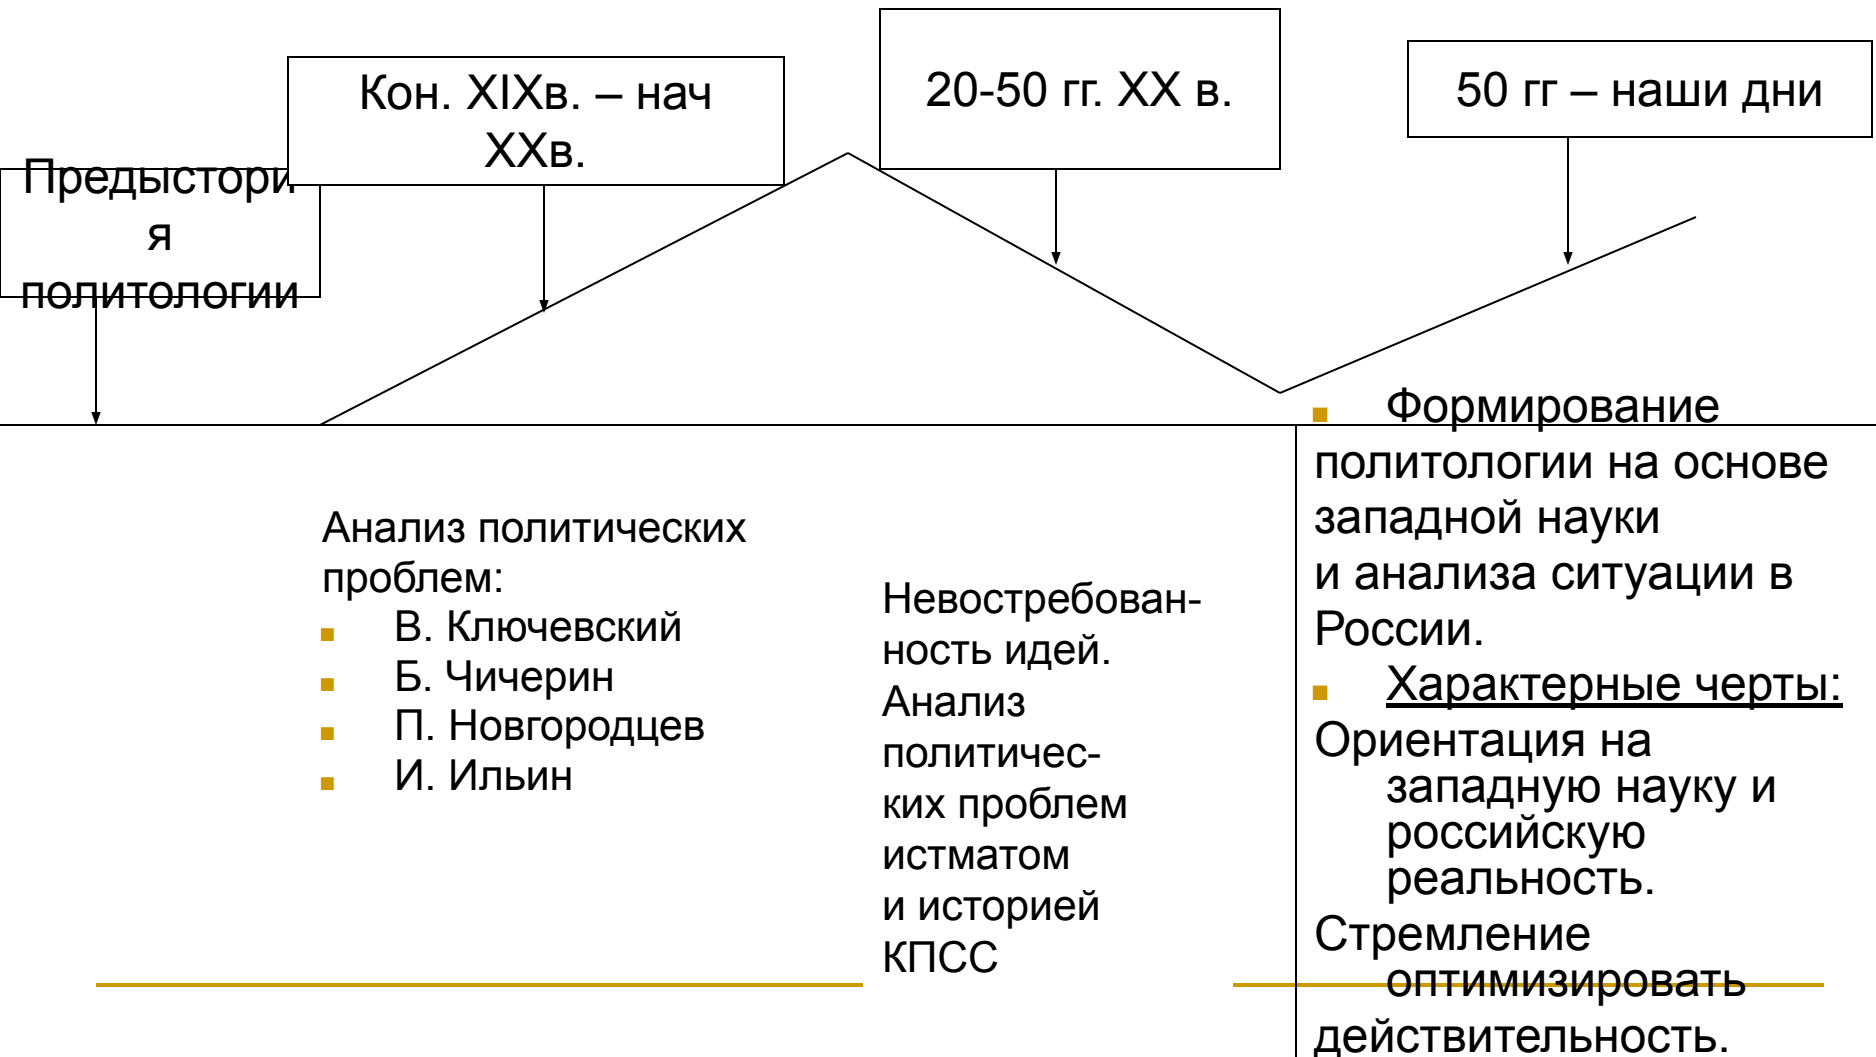 Предыстори
я
политологии
Кон. XIXв. – нач
XXв.
20-50 гг. XX в.
50 гг – наши дни
Анализ политических
проблем:
В. Ключевский
Б. Чичерин
П. Новгородцев
И. Ильин
Невостребован-
ность идей.
Анализ
политичес-
ких проблем
истматом
и историей
КПСС
Формирование
политологии на основе
западной науки
и анализа ситуации в
России.
Характерные черты:
Ориентация на
западную науку и
российскую
реальность.
Стремление
оптимизировать
действительность.